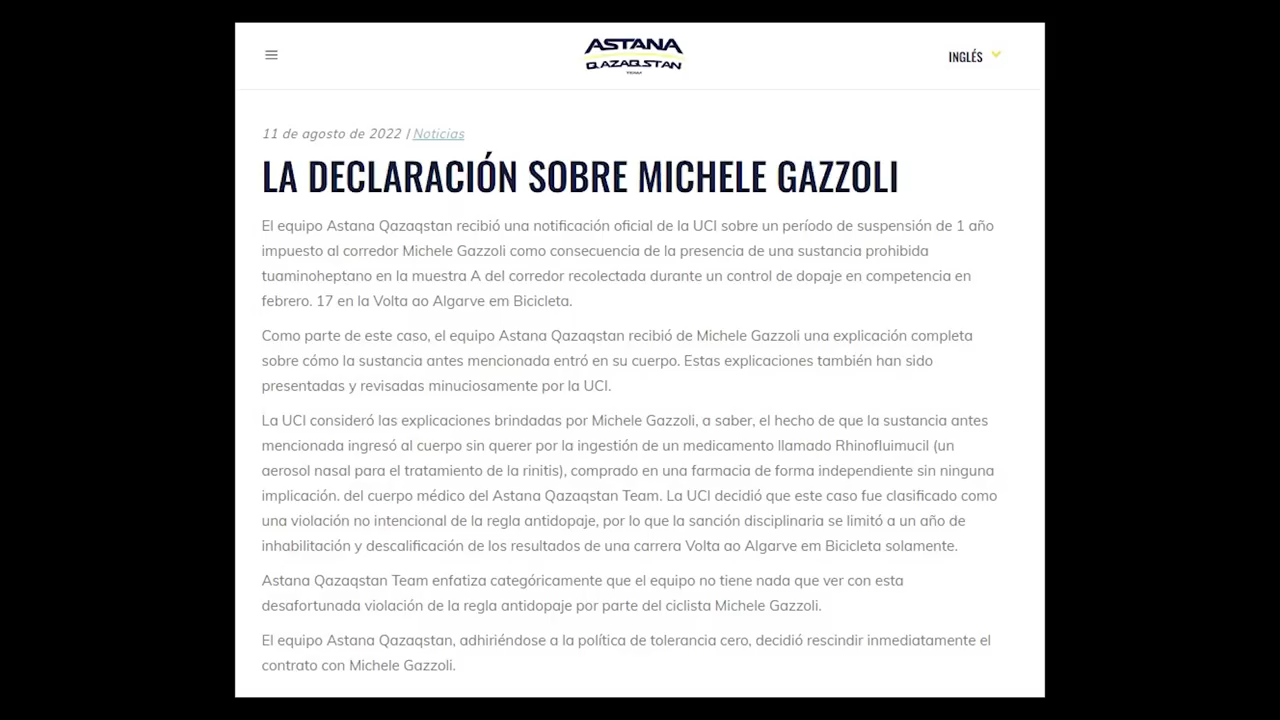 ASTANA
QAZAQSTAN
TEAM
INGLÉS
11 de agosto de 2022 | Noticias
LA DECLARACIÓN SOBRE MICHELE GAZZOLI
El equipo Astana Qazaqstan recibió una notificación oficial de la UCI sobre un período de suspensión de 1 año
impuesto al corredor Michele Gazzoli como consecuencia de la presencia de una sustancia prohibida
tuaminoheptano en la muestra A del corredor recolectada durante un control de dopaje en competencia en
febrero. 17 en la Volta ao Algarve em Bicicleta.
Como parte de este caso, el equipo Astana Qazaqstan recibió de Michele Gazzoli una explicación completa
sobre cómo la sustancia antes mencionada entró en su cuerpo. Estas explicaciones también han sido
presentadas y revisadas minuciosamente por la UCI.
La UCI consideró las explicaciones brindadas por Michele Gazzoli, a saber, el hecho de que la sustancia antes
mencionada ingresó al cuerpo sin querer por la ingestión de un medicamento llamado Rhinofluimucil (un
aerosol nasal para el tratamiento de la rinitis), comprado en una farmacia de forma independiente sin ninguna
implicación. del cuerpo médico del Astana Qazaqstan Team. La UCI decidió que este caso fue clasificado como
una violación no intencional de la regla antidopaje, por lo que la sanción disciplinaria se limitó a un año de
inhabilitación y descalificación de los resultados de una carrera Volta ao Algarve em Bicicleta solamente.
Astana Qazaqstan Team enfatiza categóricamente que el equipo no tiene nada que ver con esta
desafortunada violación de la regla antidopaje por parte del ciclista Michele Gazzoli.
El equipo Astana Qazaqstan, adhiriéndose a la política de tolerancia cero, decidió rescindir inmediatamente el
contrato con Michele Gazzoli.